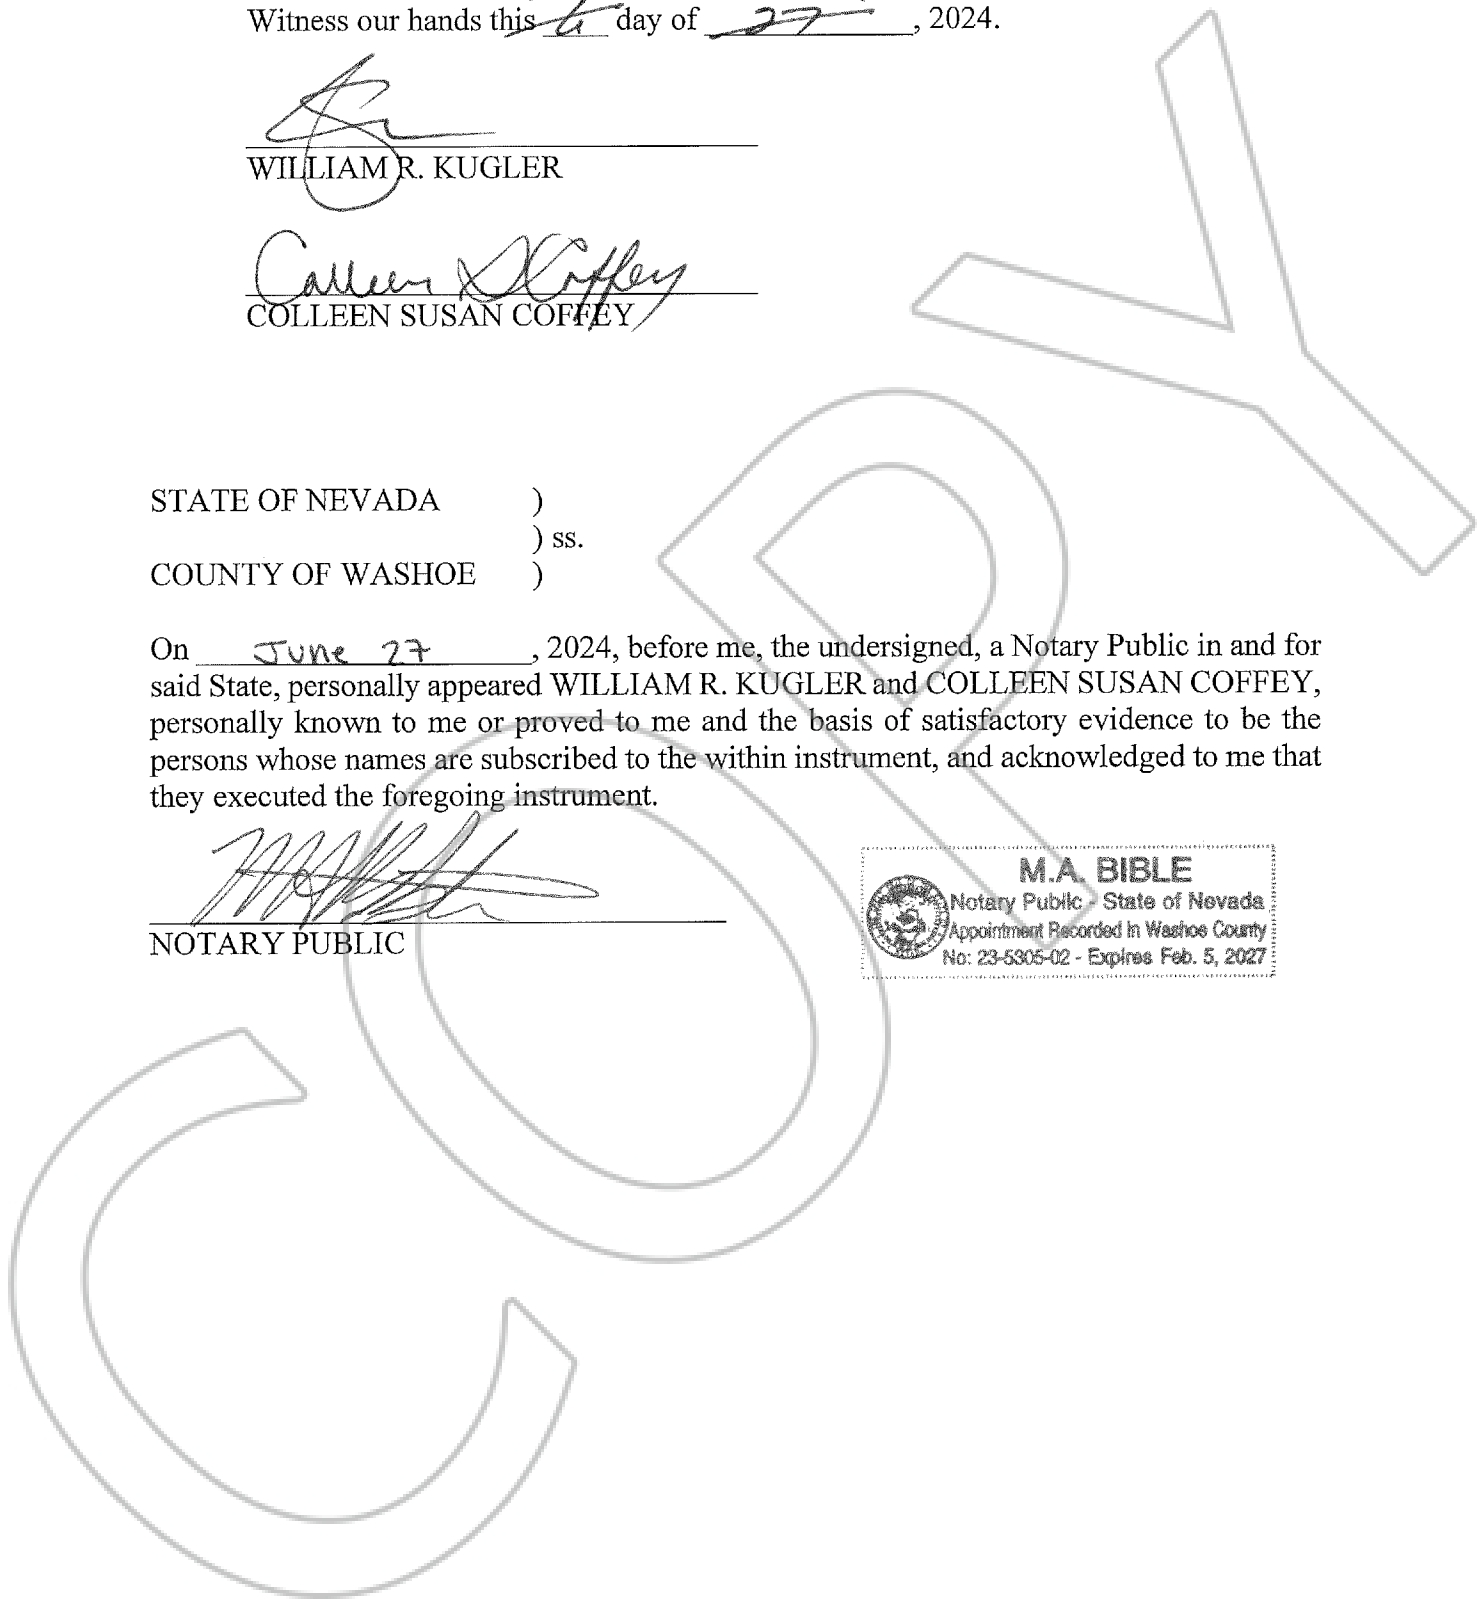 Witness our hands this 6 day of 27, 2024.
WILLIAM R. KUGLER
Colleen S Coffey
COLLEEN SUSAN COFFEY
STATE OF NEVADA )
) ss.
COUNTY OF WASHOE )
On June 27, 2024, before me, the undersigned, a Notary Public in and for
said State, personally appeared WILLIAM R. KUGLER and COLLEEN SUSAN COFFEY,
personally known to me or proved to me and the basis of satisfactory evidence to be the
persons whose names are subscribed to the within instrument, and acknowledged to me that
they executed the foregoing instrument.
NOTARY PUBLIC
M.A. BIBLE
Notary Public - State of Nevada
Appointment Recorded in Washoe County
No: 23-5305-02 - Expires Feb. 5, 2027
COPY